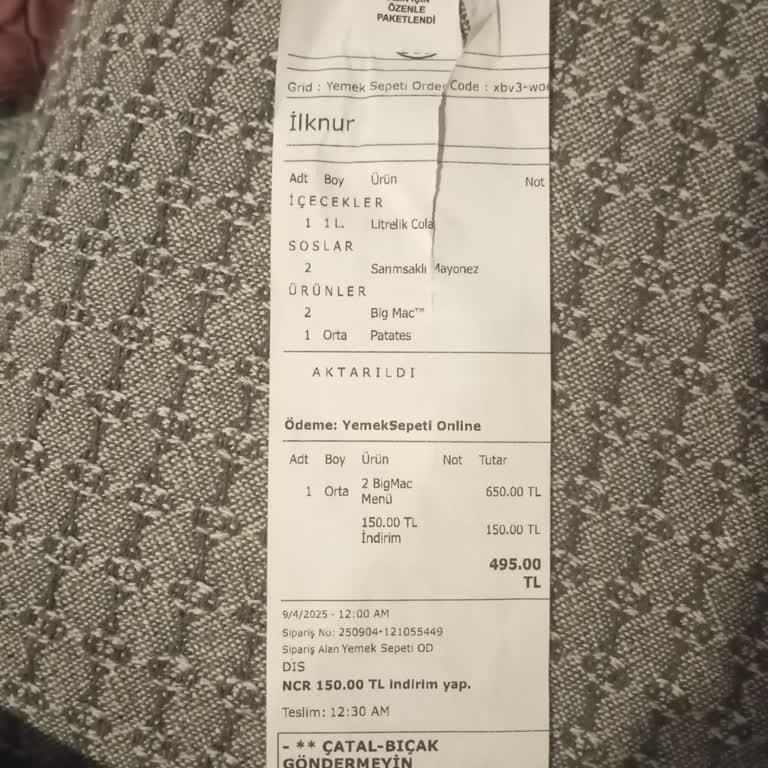 ÖZENLE
PAKETLENDİ
Grid : Yemek Sepeti Order Code : xbv3-woe
İlknur
Adt Boy Ürün Not
İÇECEKLER
1 1 L. Litrelik Cola
SOSLAR
2 Sarımsaklı Mayonez
ÜRÜNLER
2 Big Mac™
1 Orta Patates
AKTARILDI
Ödeme: YemekSepeti Online
Adt Boy Ürün Not Tutar
1 Orta 2 BigMac 650.00 TL
Menü
150.00 TL 150.00 TL
İndirim
495.00
TL
9/4/2025 - 12:00 AM
Sipariş No: 250904-121055449
Sipariş Alan Yemek Sepeti OD
DIS
NCR 150.00 TL indirim yap.
Teslim: 12:30 AM
- ** ÇATAL-BIÇAK
GÖNDERMEYİN